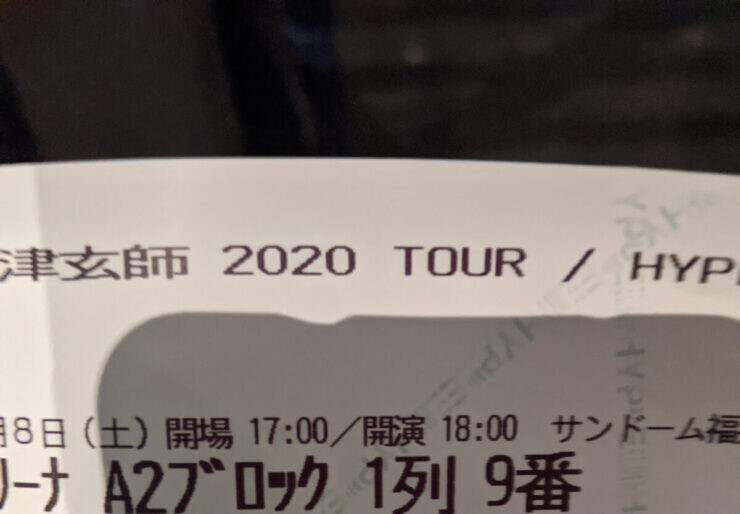 津玄師 2020 TOUR / HYP
8日(土)開場 17:00/開演 18:00 サンドーム福
リーナ A2ブロック 1列 9番